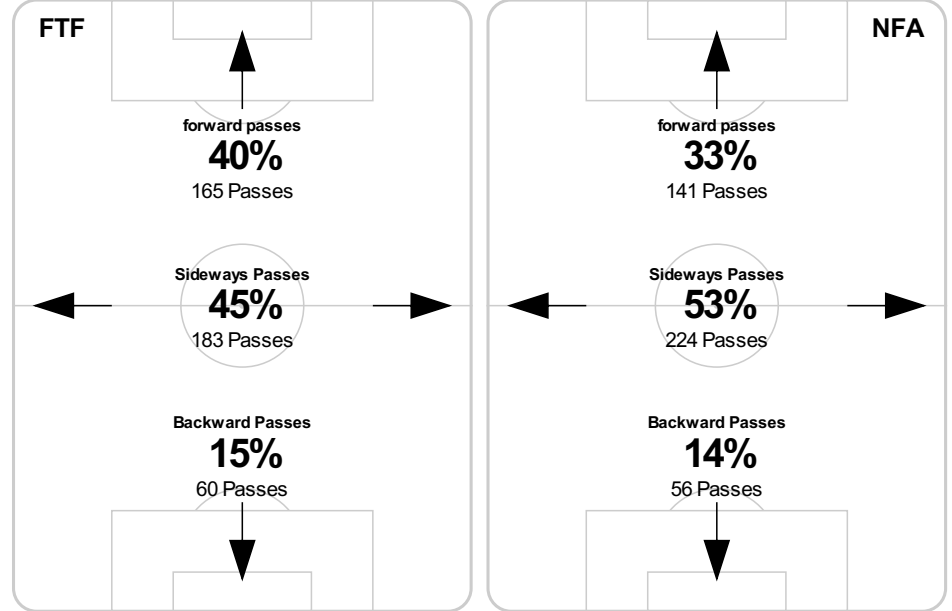 FTF
forward passes
40%
165 Passes
Sideways Passes
45%
183 Passes
Backward Passes
15%
60 Passes
NFA
forward passes
33%
141 Passes
Sideways Passes
53%
224 Passes
Backward Passes
14%
56 Passes